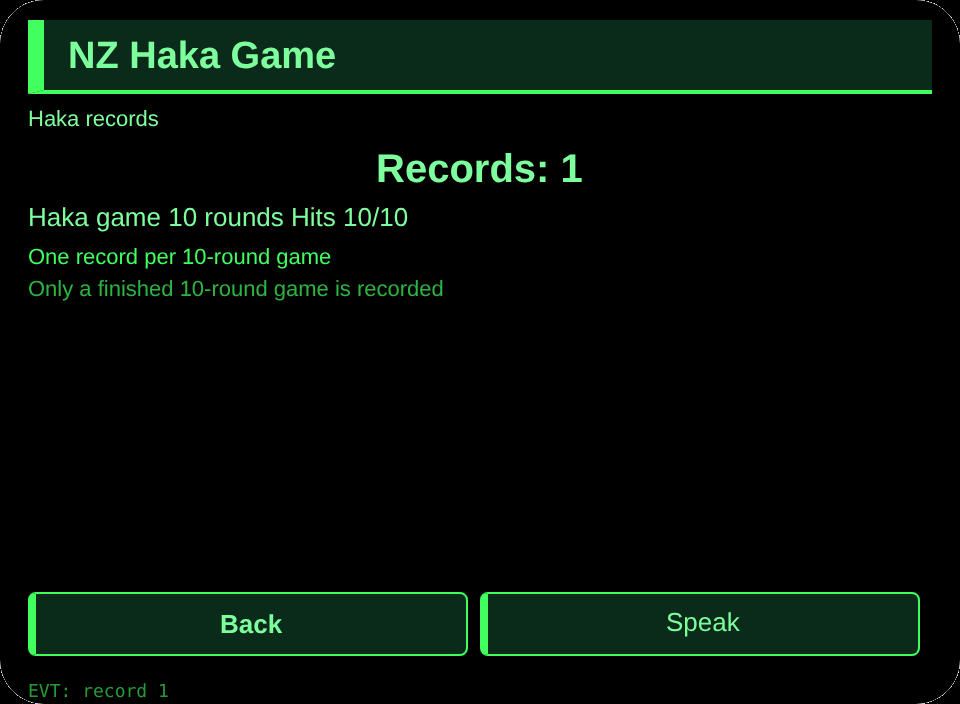 NZ Haka Game
Haka records
Records: 1
Haka game 10 rounds Hits 10/10
One record per 10-round game
Only a finished 10-round game is recorded
Back
Speak
EVT: record 1